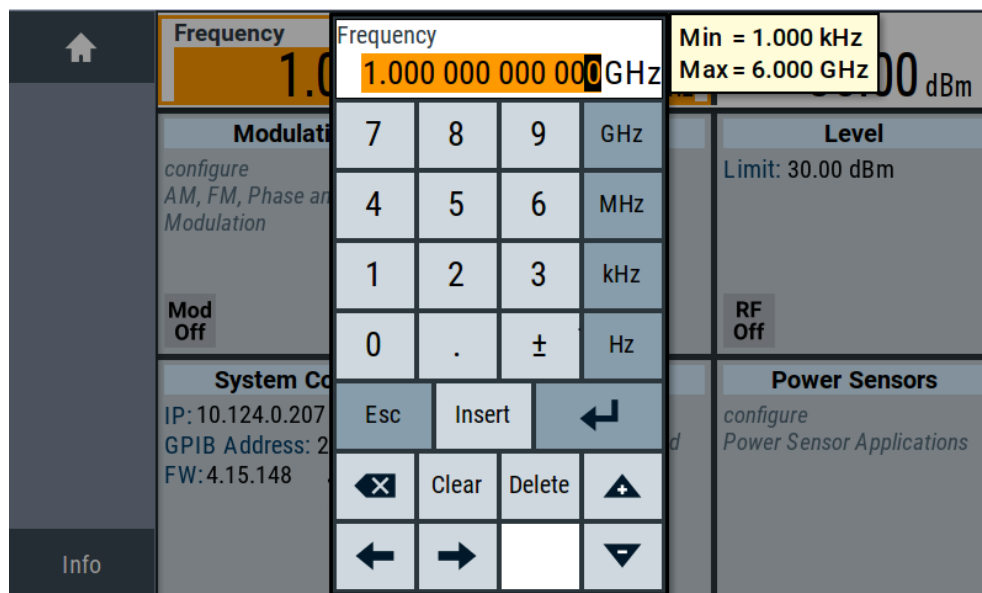 Frequency
1.0
Frequency
1.000 000 000 000 GHz
Min = 1.000 kHz
Max = 6.000 GHz
00 dBm
Modulati
configure
AM, FM, Phase an
Modulation
Mod
Off
7 8 9 GHz
4 5 6 MHz
1 2 3 kHz
0 . ± Hz
Esc Insert
Clear Delete
+
-
Level
Limit: 30.00 dBm
RF
Off
System Co
IP: 10.124.0.207
GPIB Address: 2
FW: 4.15.148
d
Power Sensors
configure
Power Sensor Applications
Info